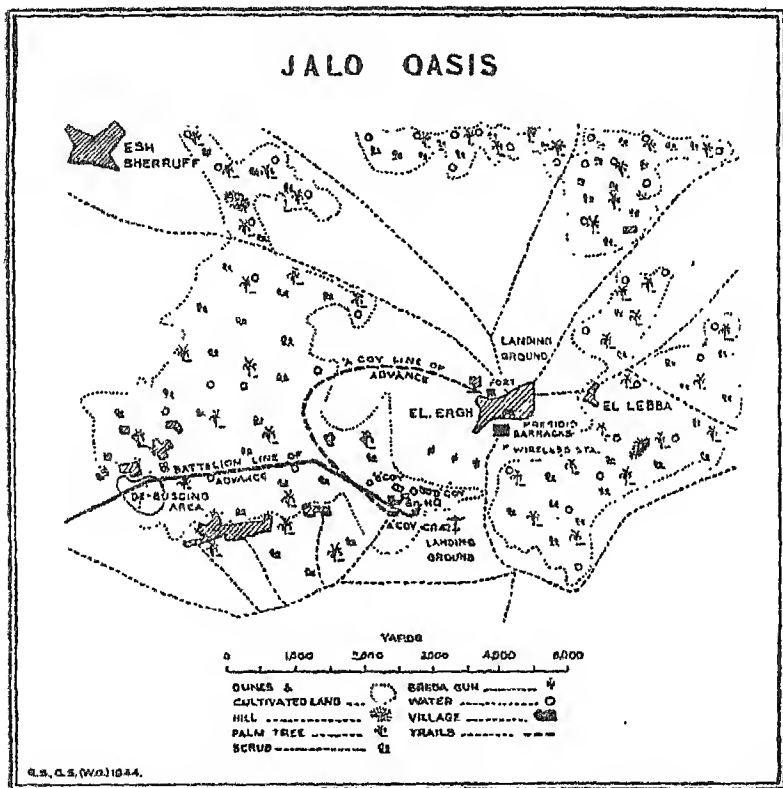 JALO OASIS
ESH
SHERRUFF
LANDING
GROUND
'A' COY LINE OF
ADVANCE
FORT
EL. ERGH
EL LEBBA
PRESIDIO
BARRACAS
WIRELESS STA.
BATTALION LINE OF
ADVANCE
DE-BUSSING
AREA
COY
COY
HQ
'A' COY
LANDING
GROUND
YARDS
0 1,000 2,000 3,000 4,000 5,000
DUNES &
CULTIVATED LAND
HILL
PALM TREE
SCRUB
BREDA GUN
WATER
VILLAGE
TRAILS
G.S., G.S. (W.O.) 1944.